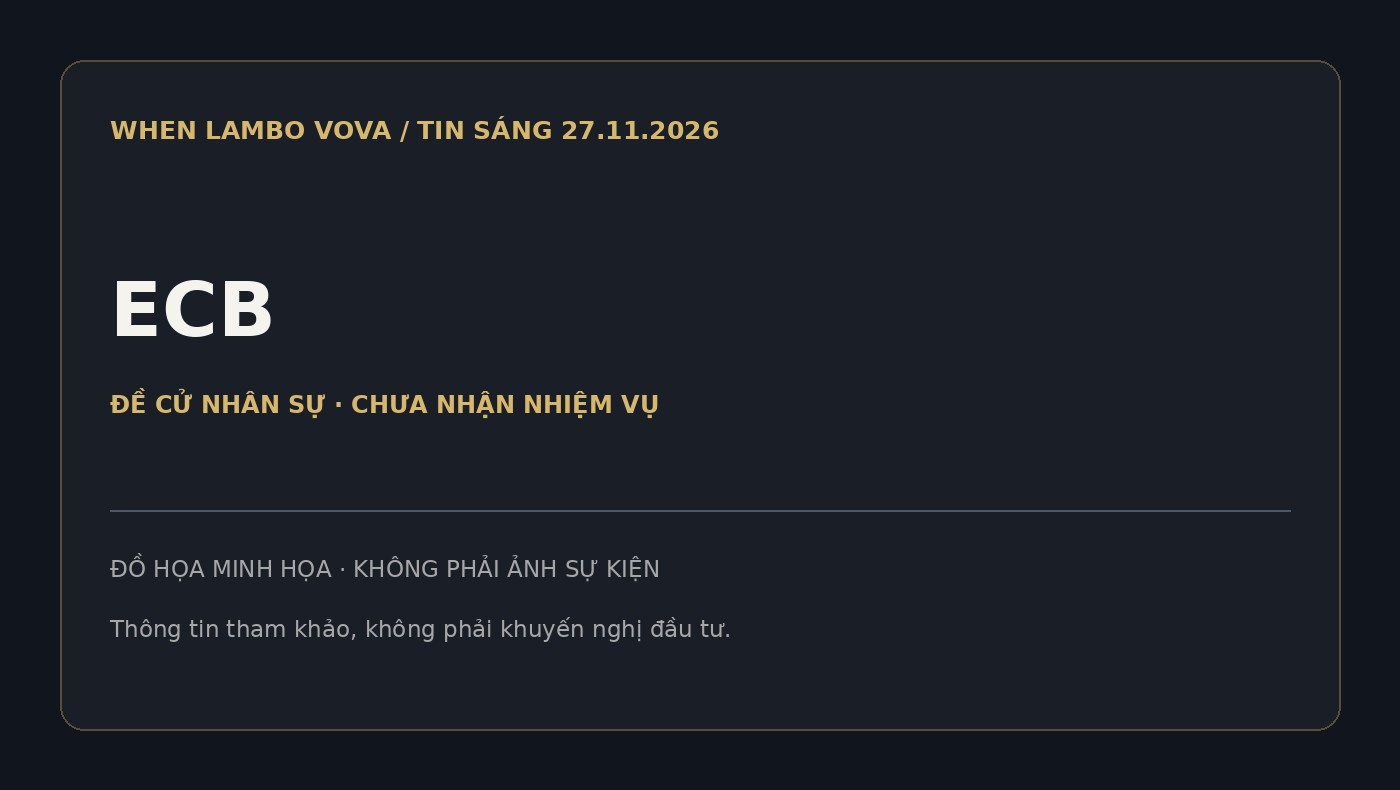 WHEN LAMBO VOVA / TIN SÁNG 27.11.2026
ECB
ĐỀ CỬ NHÂN SỰ · CHƯA NHẬN NHIỆM VỤ
ĐỒ HỌA MINH HỌA · KHÔNG PHẢI ẢNH SỰ KIỆN
Thông tin tham khảo, không phải khuyến nghị đầu tư.